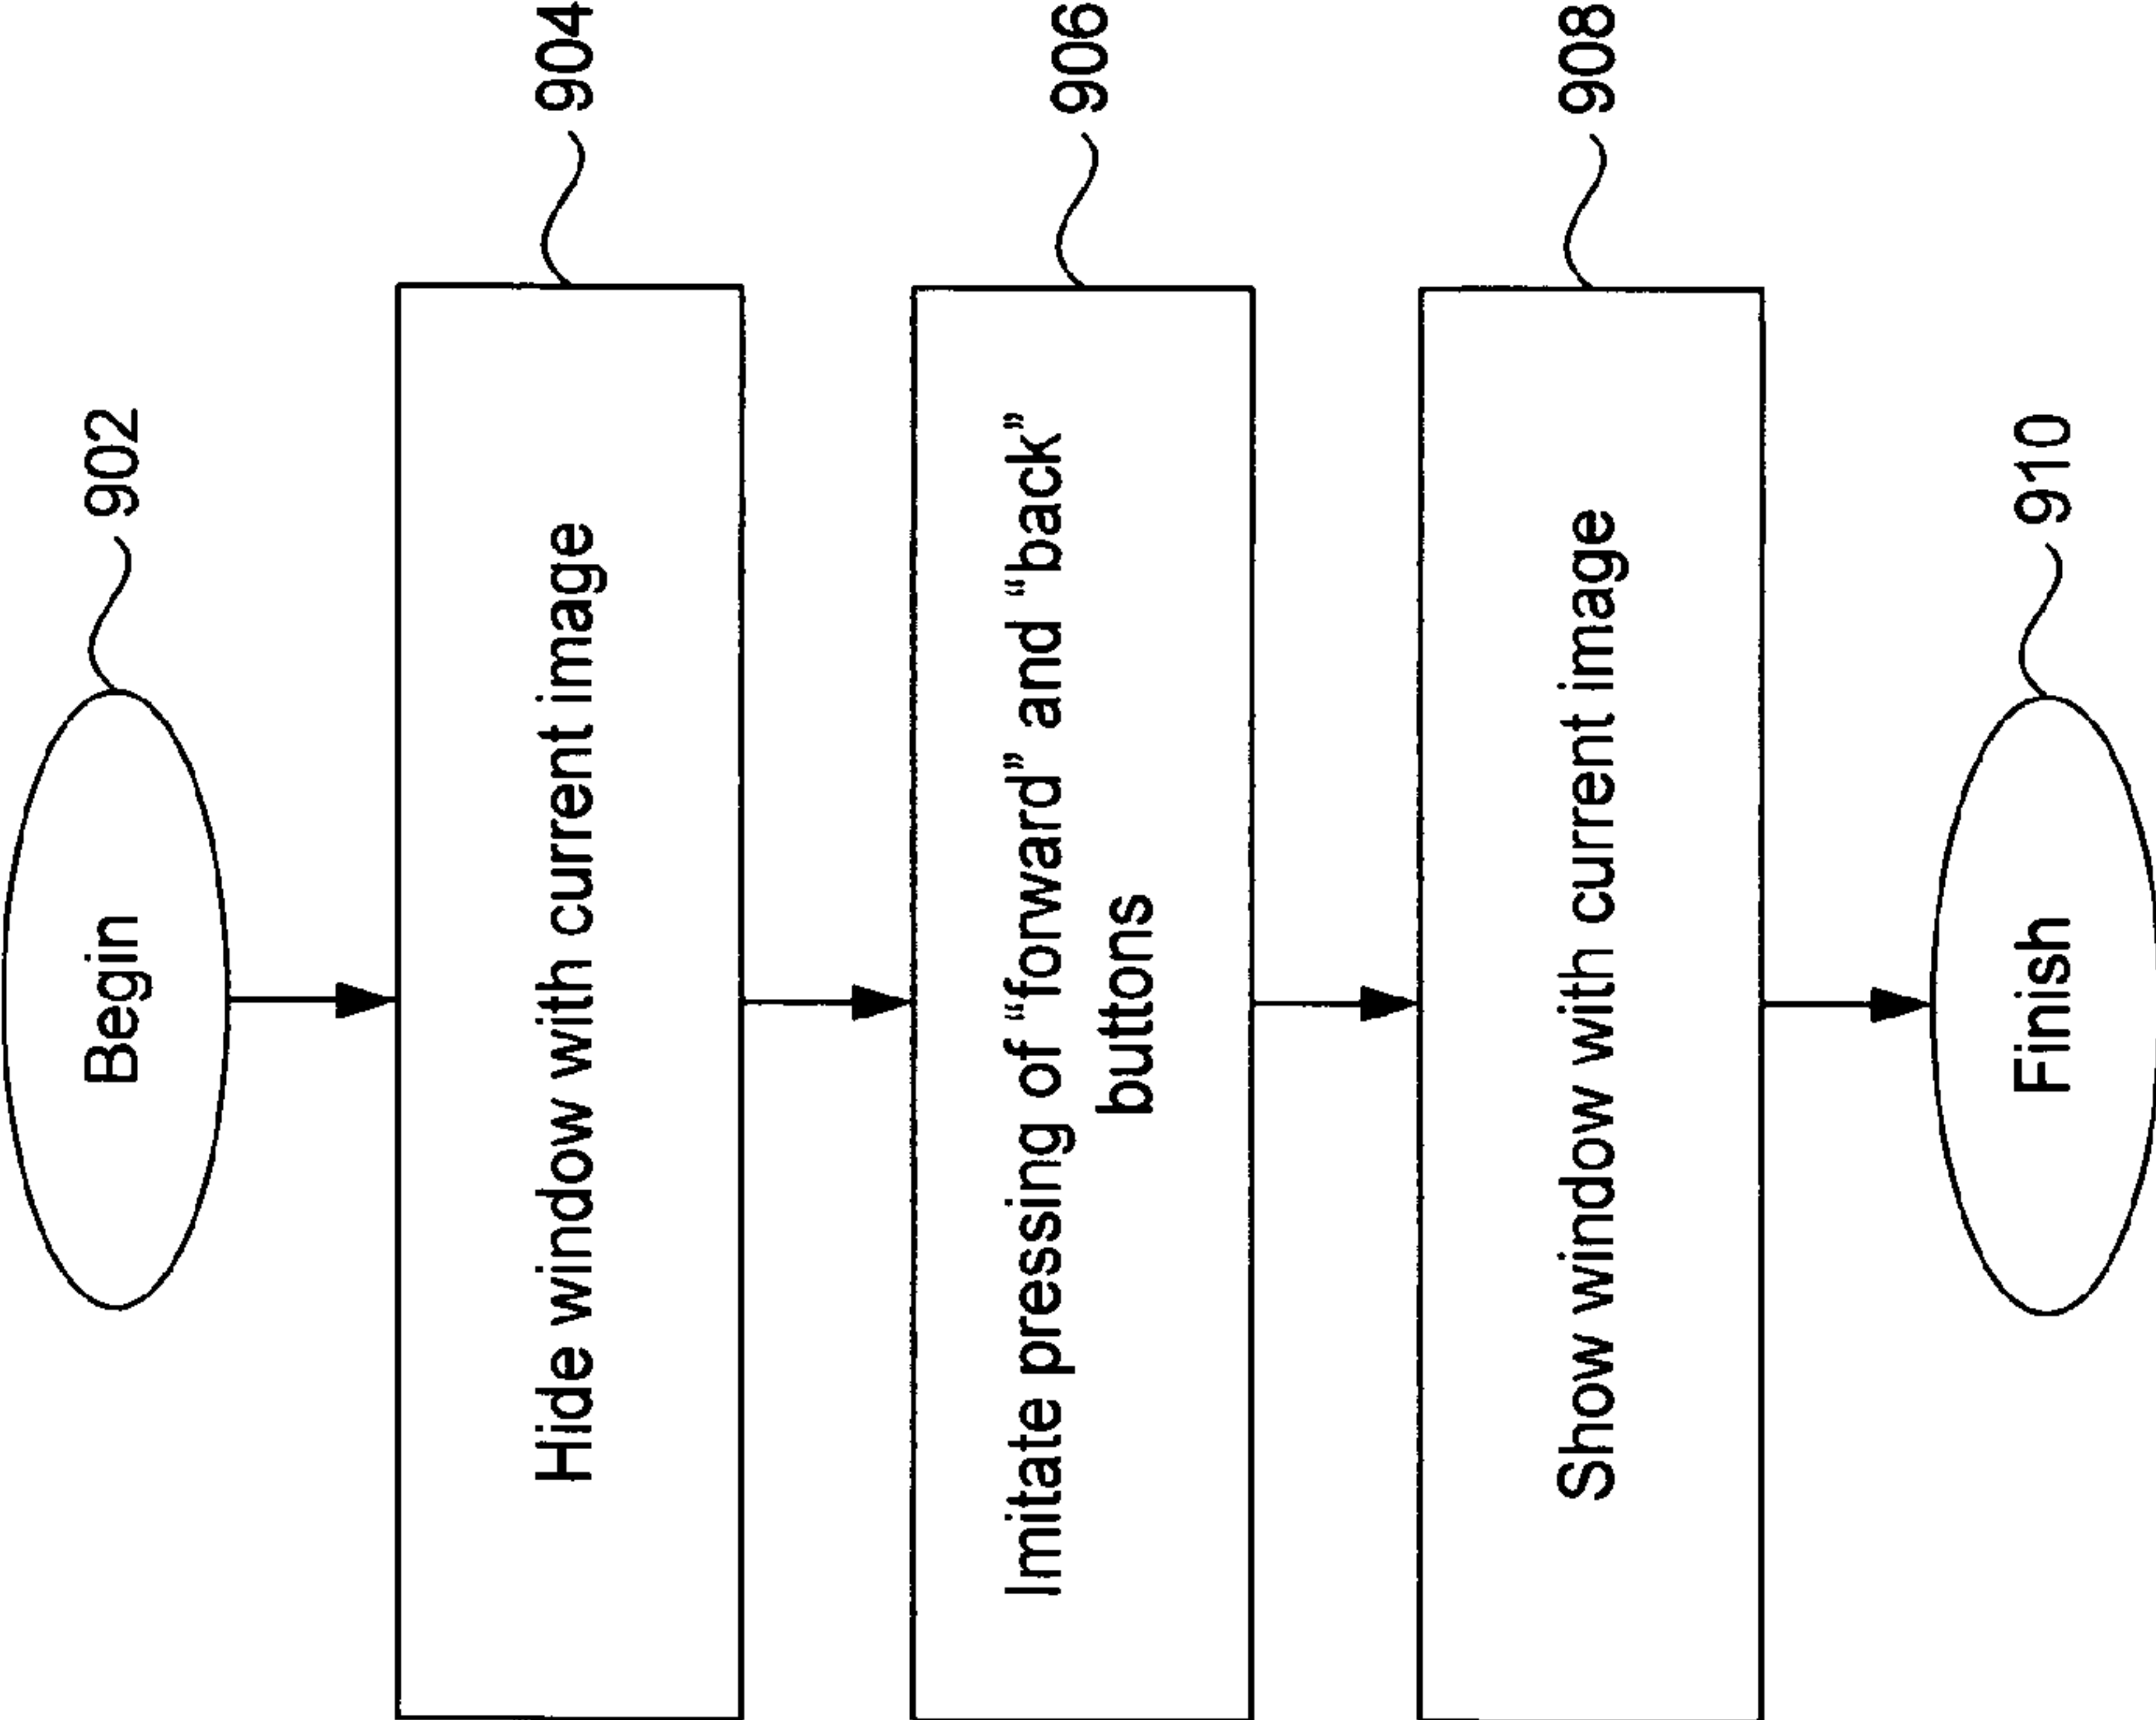 Begin
902
Hide window with current image
904
Imitate pressing of “forward” and “back”
buttons
906
Show window with current image
908
Finish
910